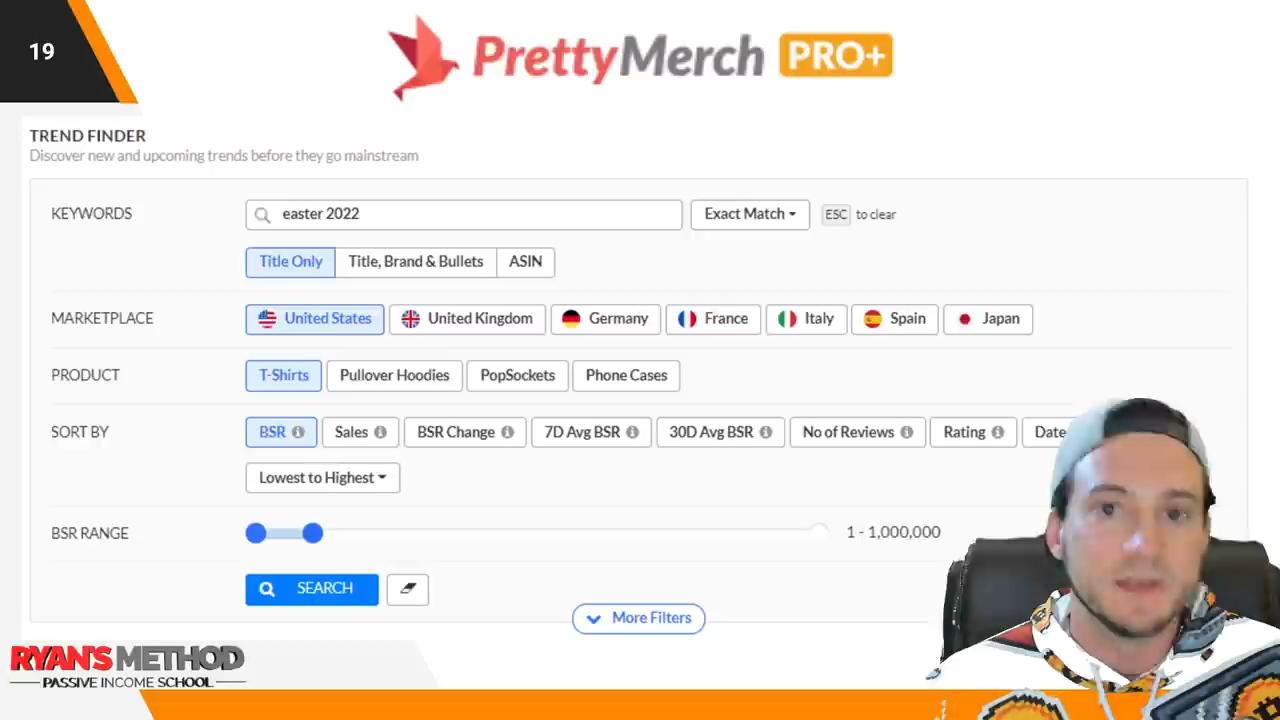 19
PrettyMerch PRO+
TREND FINDER
Discover new and upcoming trends before they go mainstream
KEYWORDS
easter 2022
Exact Match
ESC to clear
Title Only
Title, Brand & Bullets
ASIN
MARKETPLACE
United States
United Kingdom
Germany
France
Italy
Spain
Japan
PRODUCT
T-Shirts
Pullover Hoodies
PopSockets
Phone Cases
SORT BY
BSR
Sales
BSR Change
7D Avg BSR
30D Avg BSR
No of Reviews
Rating
Date
Lowest to Highest
BSR RANGE
1 - 1,000,000
SEARCH
More Filters
RYAN'S METHOD
PASSIVE INCOME SCHOOL